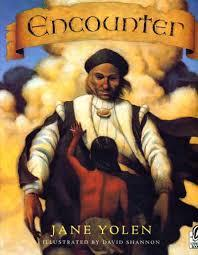 Encounter
JANE YOLEN
ILLUSTRATED BY DAVID SHANNON